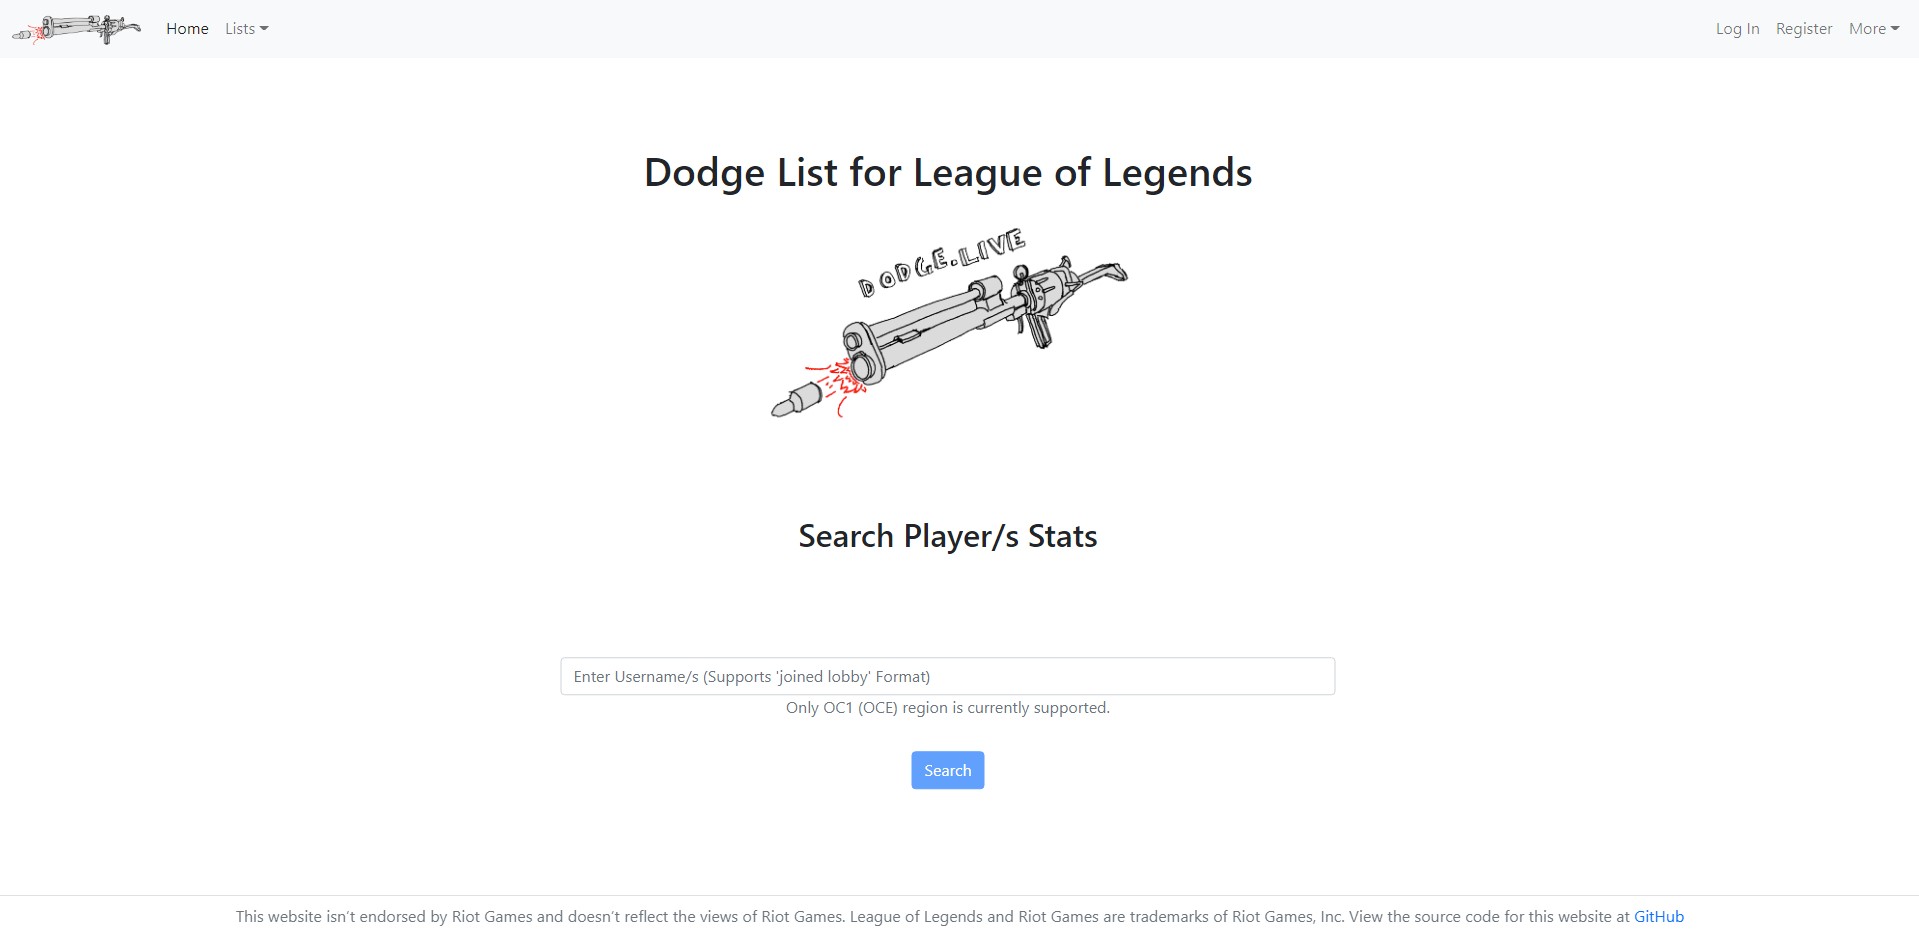 Home Lists Log In Register More
Dodge List for League of Legends
DODGE.LIVE
Search Player/s Stats
Enter Username/s (Supports 'joined lobby' Format)
Only OC1 (OCE) region is currently supported.
Search
This website isn't endorsed by Riot Games and doesn't reflect the views of Riot Games. League of Legends and Riot Games are trademarks of Riot Games, Inc. View the source code for this website at GitHub